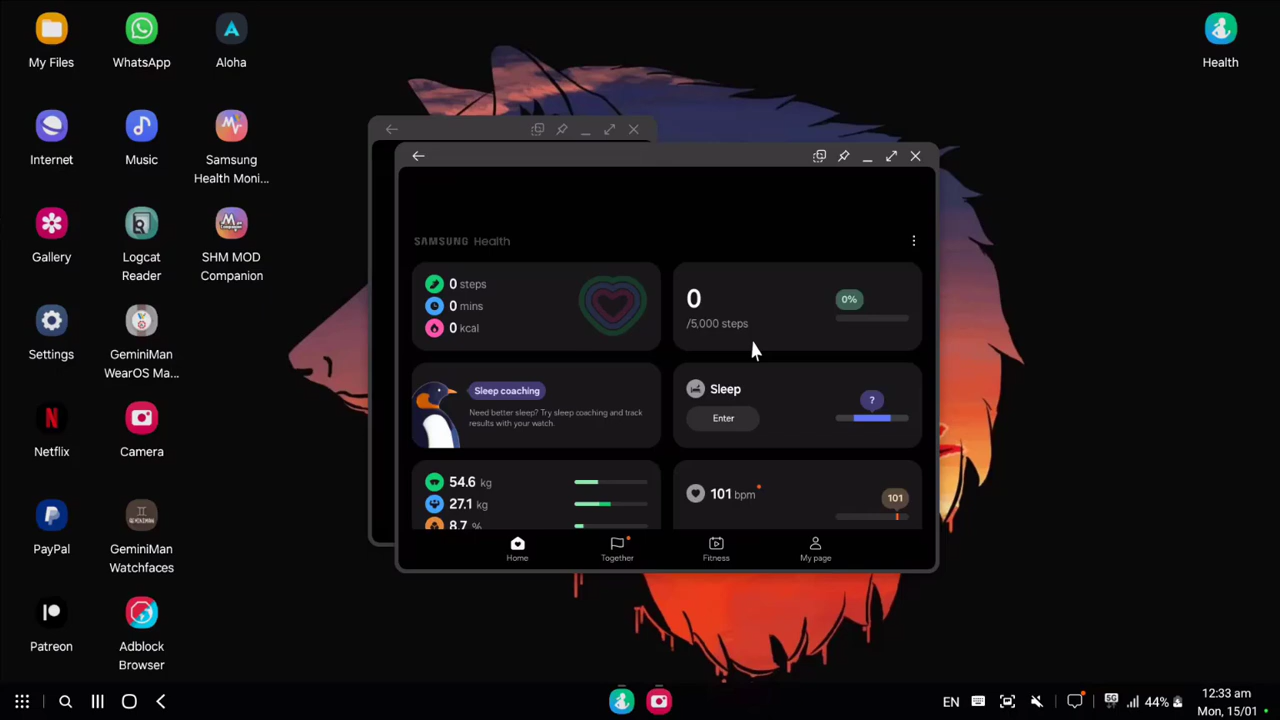 My Files
WhatsApp
Aloha
Health
Internet
Music
Samsung
Health Moni...
Gallery
Logcat
Reader
SHM MOD
Companion
Settings
GeminiMan
WearOS Ma...
Netflix
Camera
PayPal
GeminiMan
Watchfaces
Patreon
Adblock
Browser
SAMSUNG Health
0 steps
0 mins
0 kcal
0
/5,000 steps
0%
Sleep coaching
Need better sleep? Try sleep coaching and track
results with your watch.
Sleep
Enter
?
54.6 kg
27.1 kg
8.7 %
101 bpm
101
Home
Together
Fitness
My page
EN
5G
44%
12:33 am
Mon, 15/01